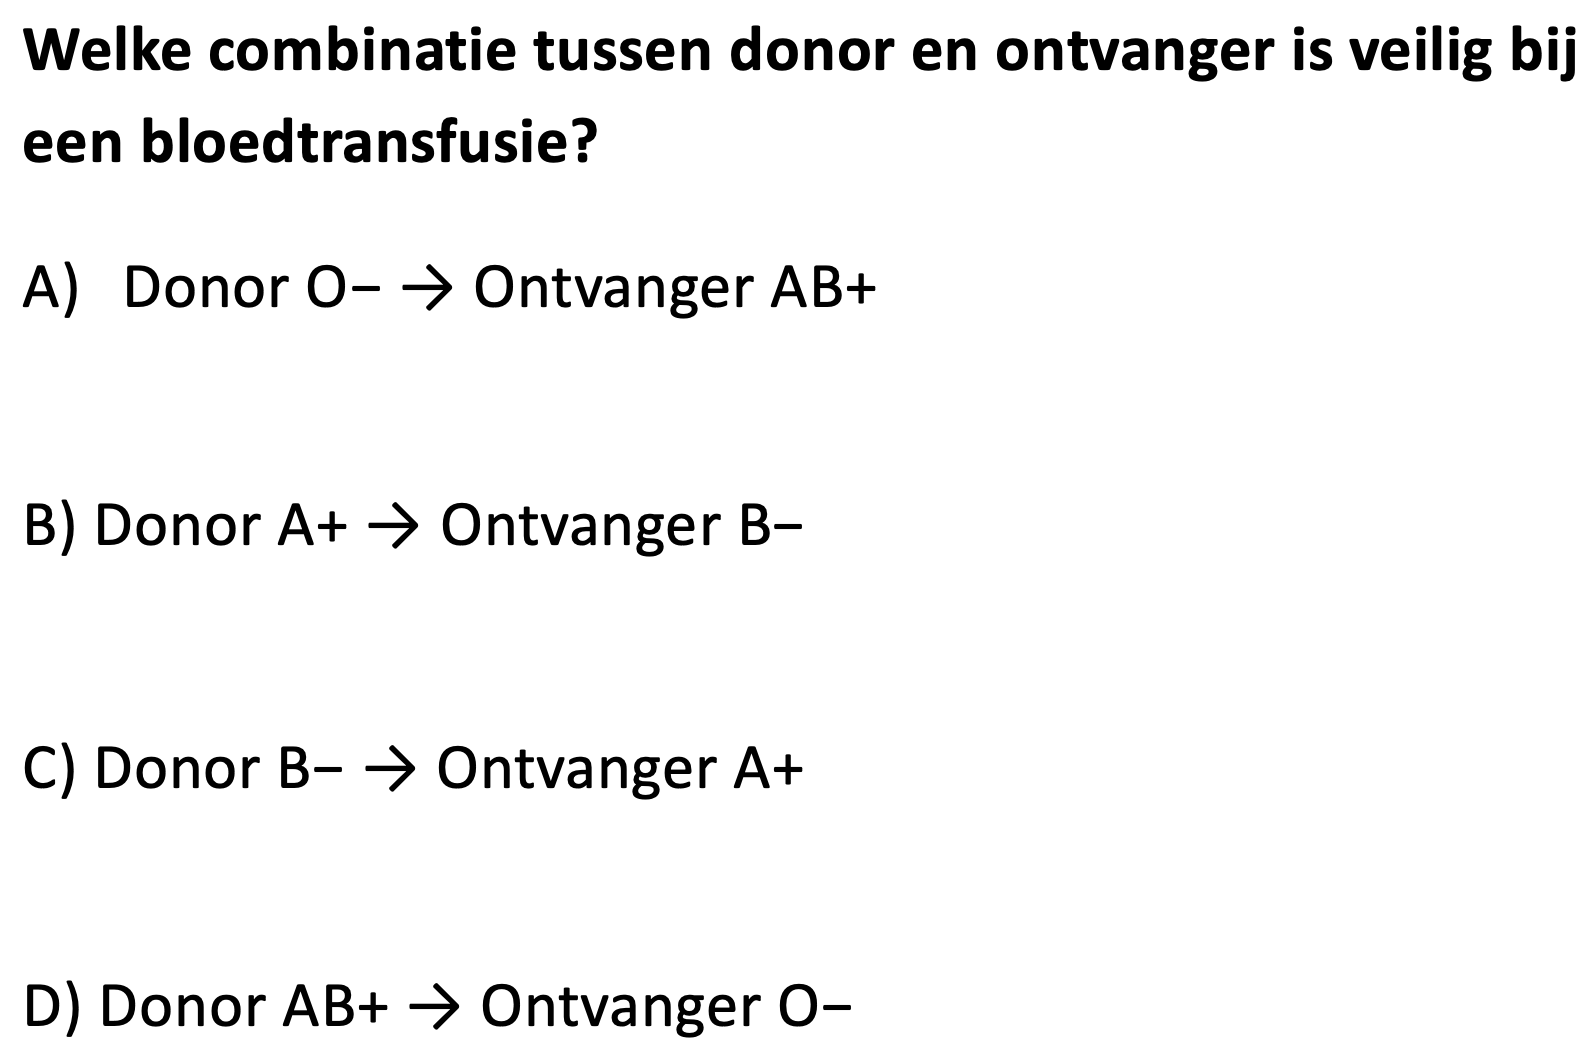 Welke combinatie tussen donor en ontvanger is veilig bij
een bloedtransfusie?
A) Donor O− → Ontvanger AB+
B) Donor A+ → Ontvanger B−
C) Donor B− → Ontvanger A+
D) Donor AB+ → Ontvanger O−